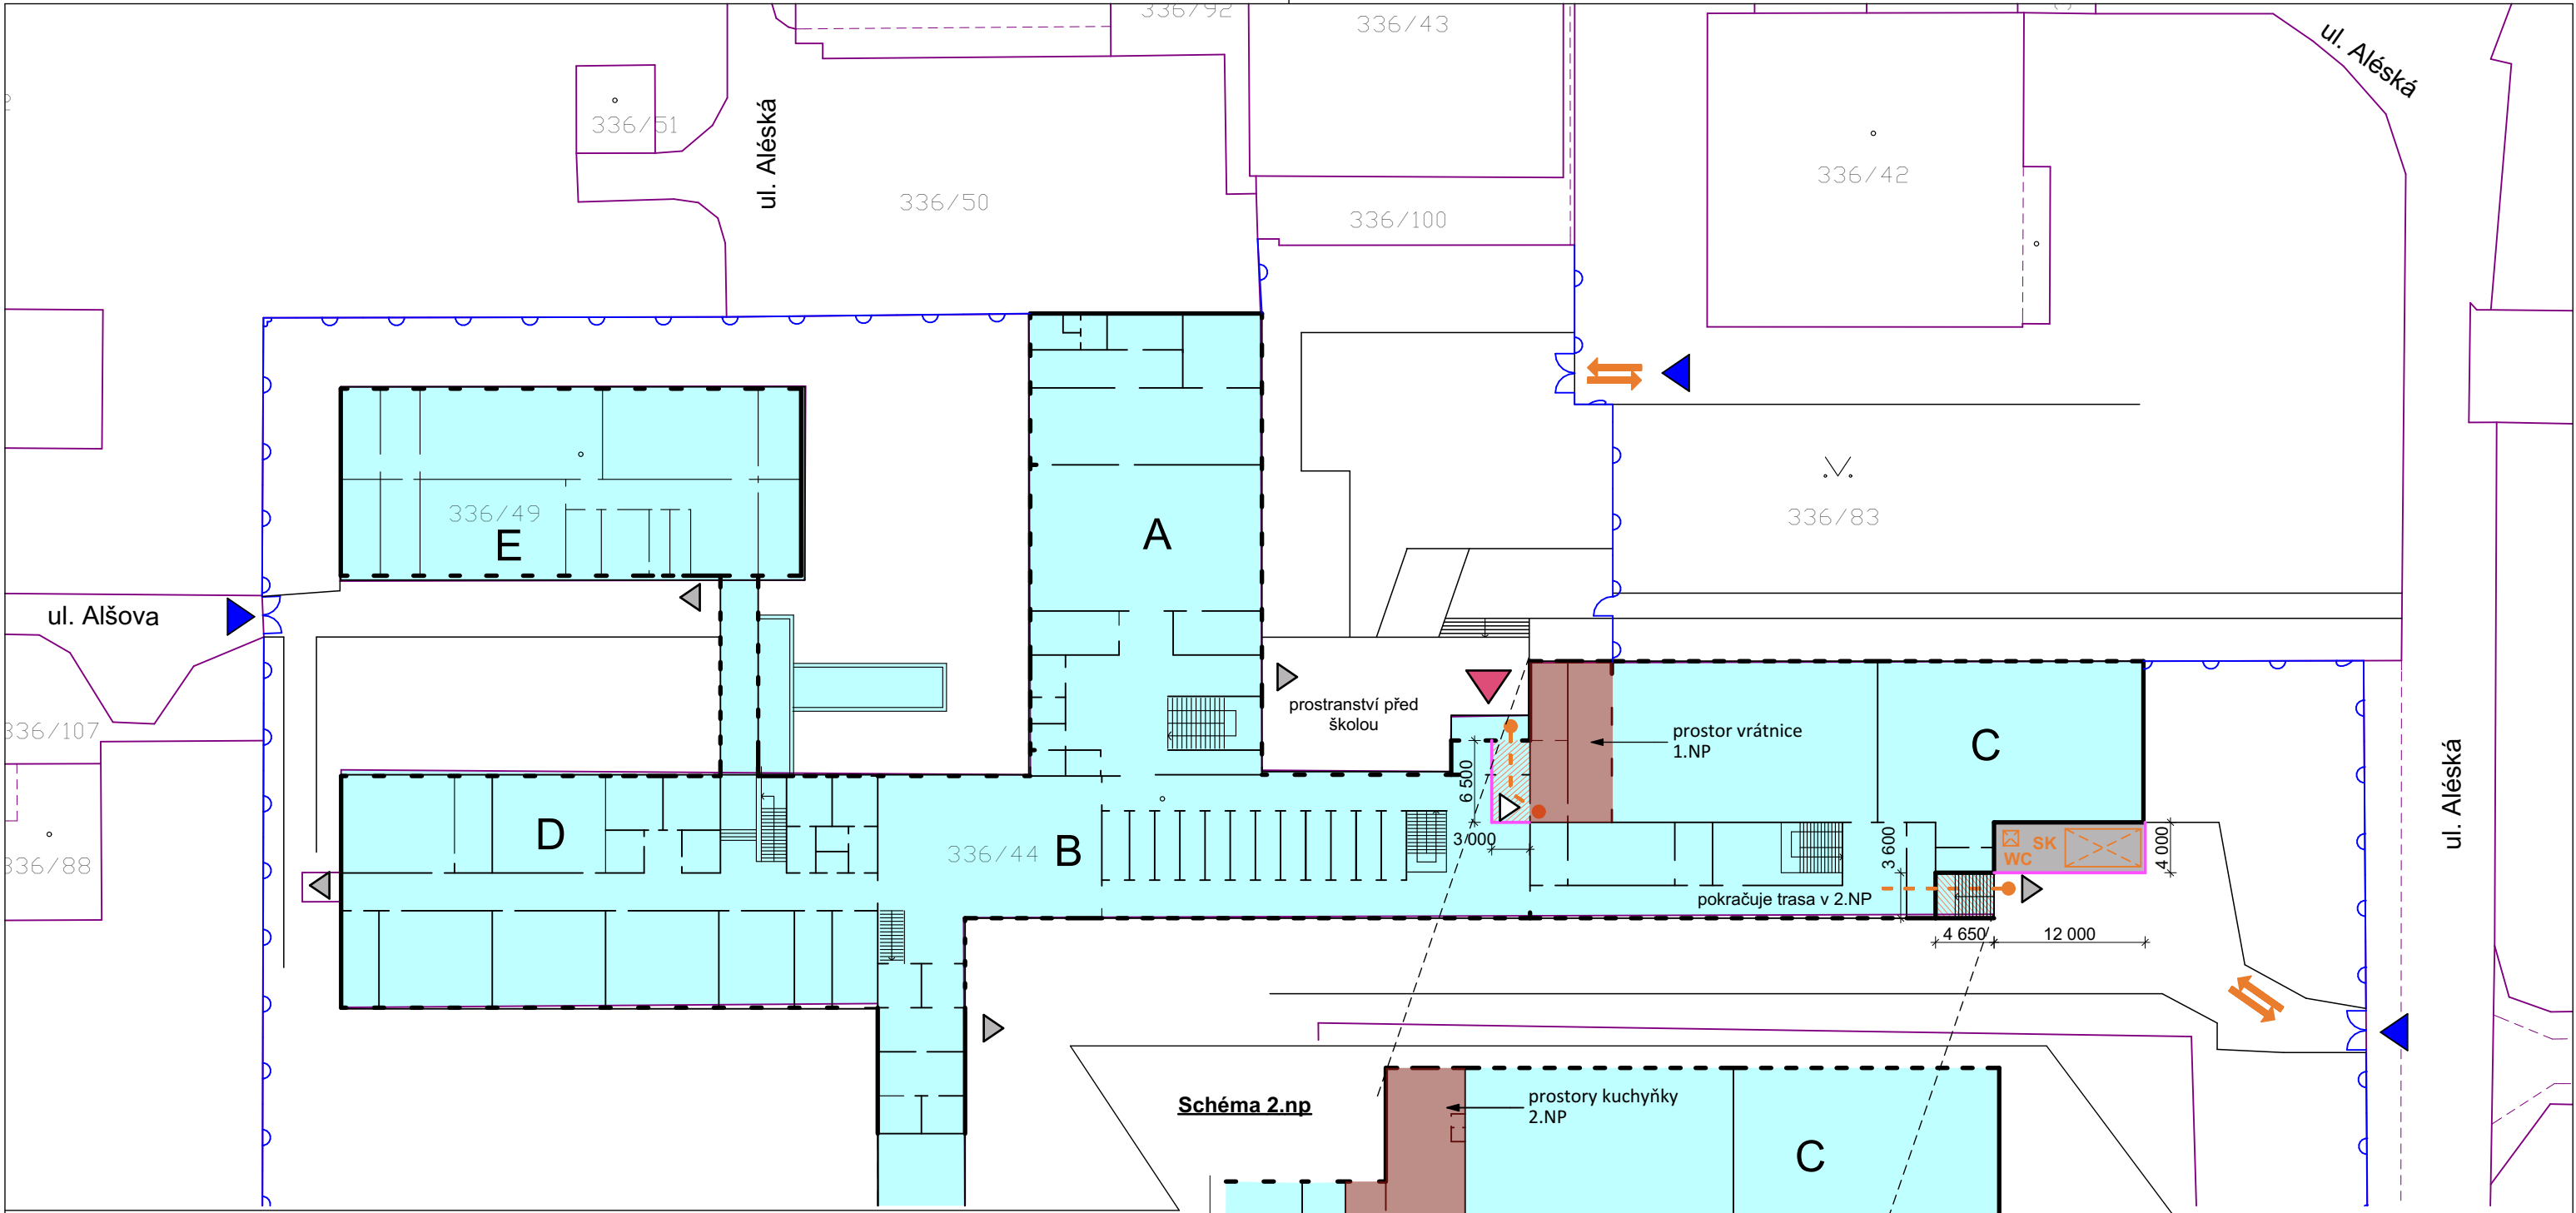 336/92
336/43
ul. Aléská
336/51
ul. Aléská
336/50
336/100
336/42
336/49
E
A
336/83
ul. Alšova
prostranství před
školou
prostor vrátnice
1.NP
C
ul. Aléská
336/107
6 500
3 000
D
336/44
B
336/88
3 600
SK
WC
4 000
pokračuje trasa v 2.NP
4 650
12 000
Schéma 2.np
prostory kuchyňky
2.NP
C